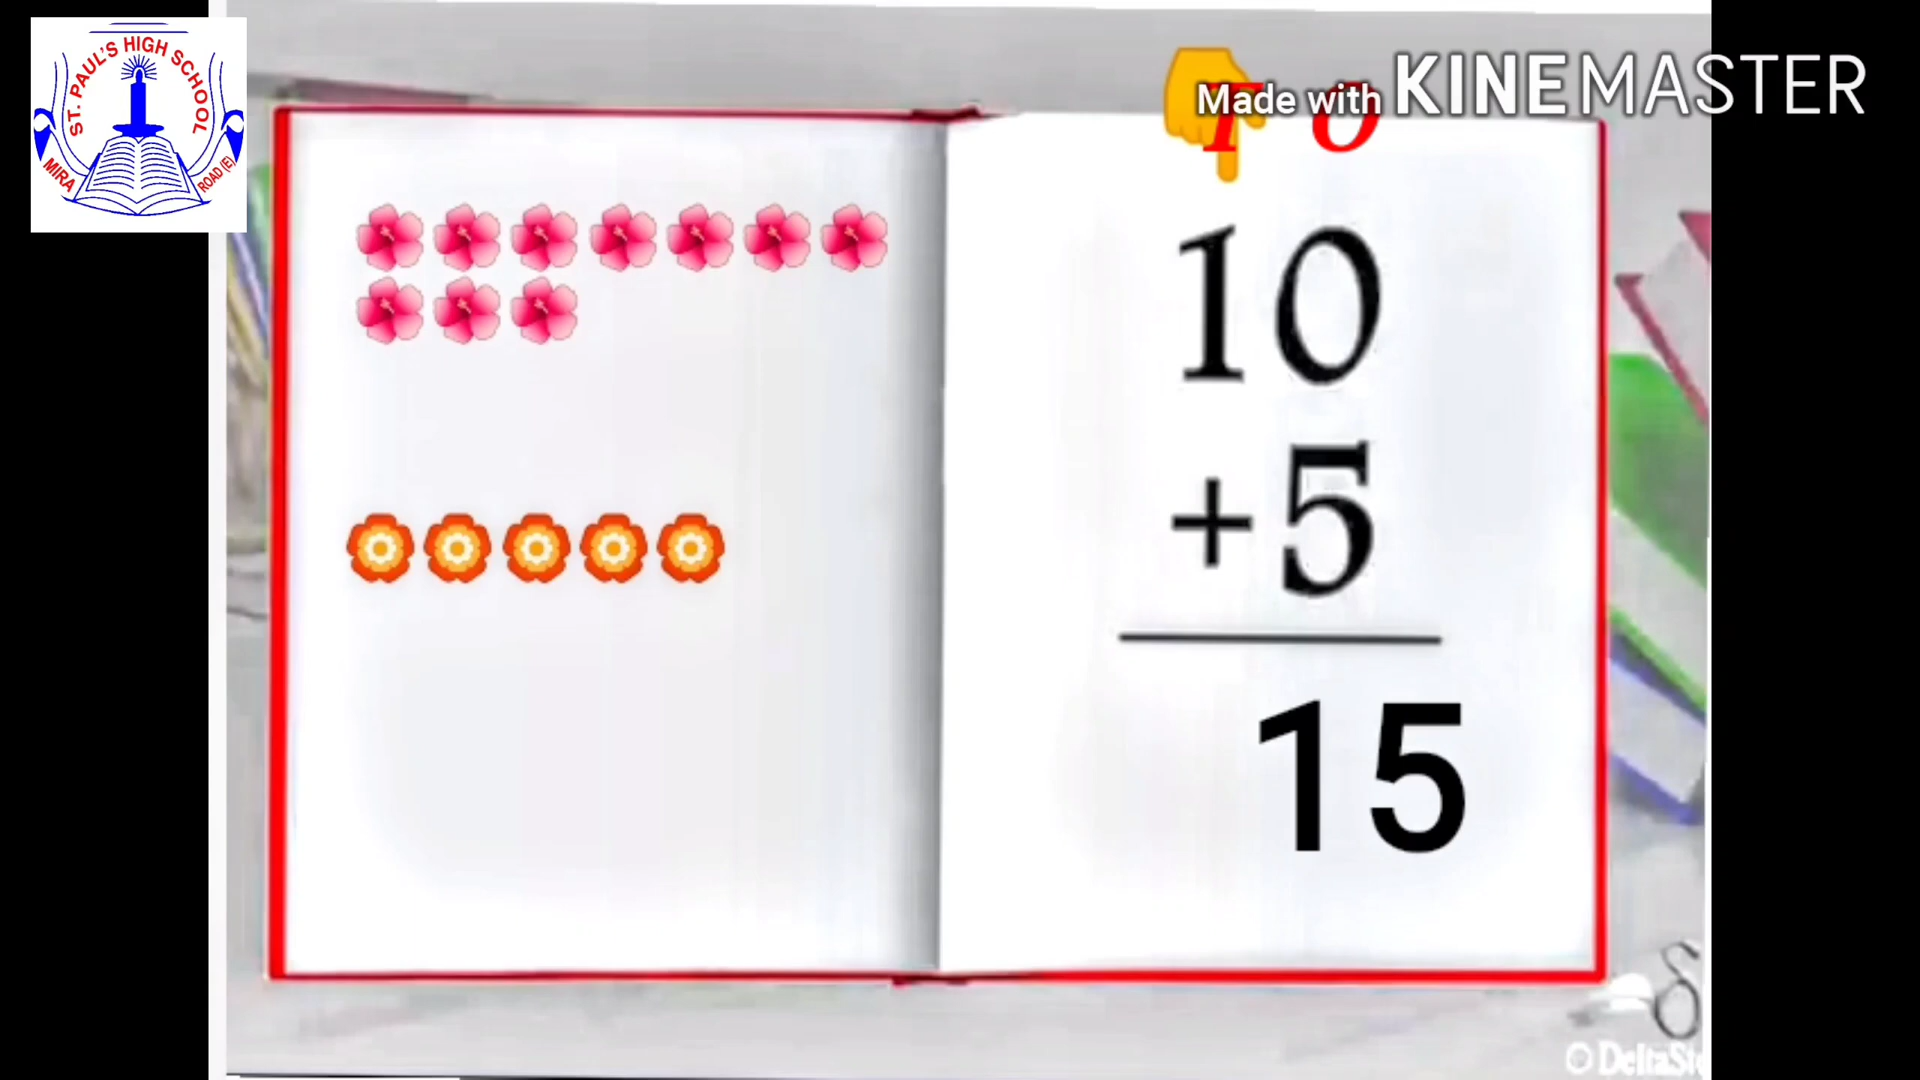 ST. PAUL'S HIGH SCHOOL
MIRA ROAD (E)
Made with KINEMASTER
T O
10
+5
15